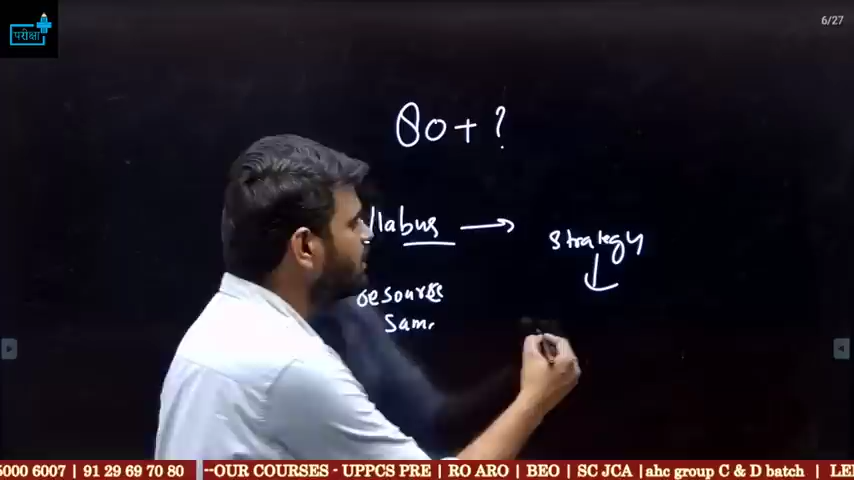 परीक्षा
6/27
80+ ?
llabus → strategy
resource
Sam.
5000 6007 | 91 29 69 70 80 --OUR COURSES - UPPCS PRE | RO ARO | BEO | SC JCA |ahc group C & D batch | LE